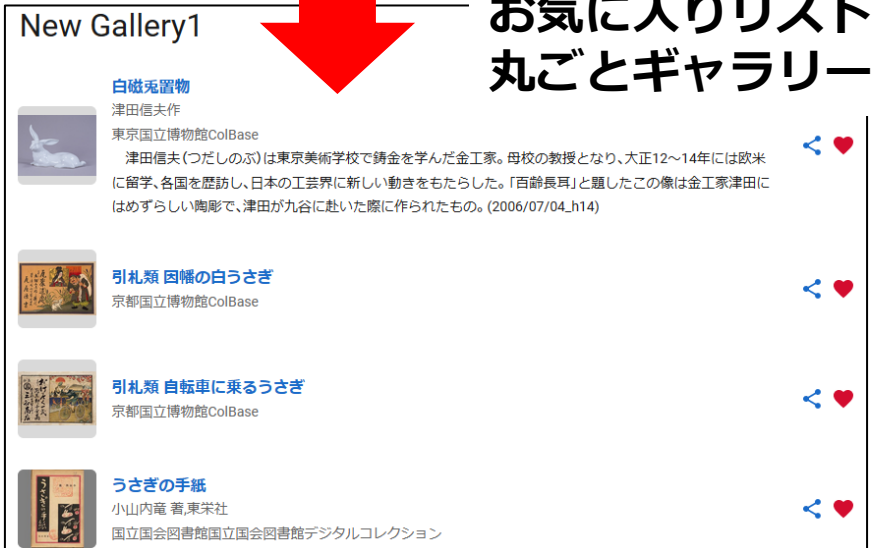 お気に入りリスト
丸ごとギャラリー
New Gallery1
白磁兎置物
津田信夫作
東京国立博物館ColBase
津田信夫(つだしのぶ)は東京美術学校で鋳金を学んだ金工家。母校の教授となり、大正12～14年には欧米
に留学、各国を歴訪し、日本の工芸界に新しい動きをもたらした。「百齢長耳」と題したこの像は金工家津田に
はめずらしい陶彫で、津田が九谷に赴いた際に作られたもの。(2006/07/04_h14)
引札類 因幡の白うさぎ
京都国立博物館ColBase
引札類 自転車に乗るうさぎ
京都国立博物館ColBase
うさぎの手紙
小山内竜 著,東栄社
国立国会図書館国立国会図書館デジタルコレクション